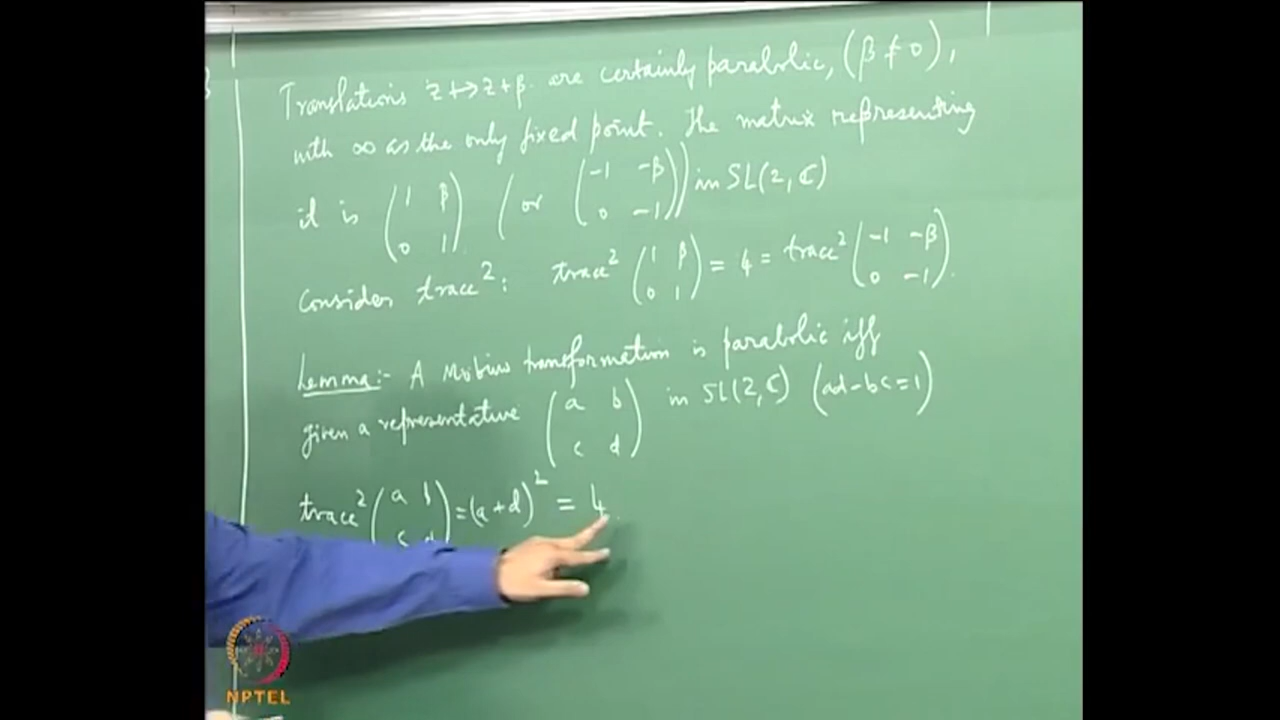 Translations z ↦ z+β are certainly parabolic, (β ≠ 0),
with ∞ as the only fixed point. The matrix representing
it is (1 β; 0 1) (or (-1 -β; 0 -1)) in SL(2, ℂ)
Consider trace²: trace² (1 β; 0 1) = 4 = trace² (-1 -β; 0 -1).
Lemma:- A Mobius transformation is parabolic iff
given a representative (a b; c d) in SL(2, ℂ) (ad-bc=1)
trace² (a b; c d) = (a+d)² = 4.
NPTEL